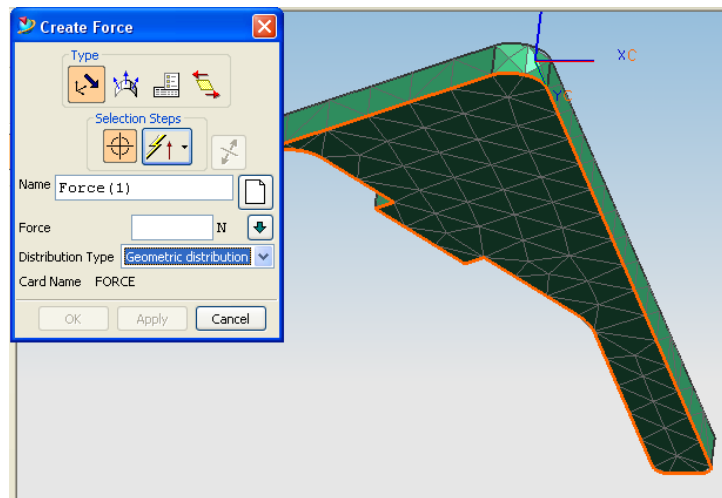 Create Force
Type
Selection Steps
Name Force(1)
Force N
Distribution Type Geometric distribution
Card Name FORCE
OK Apply Cancel
XC
YC